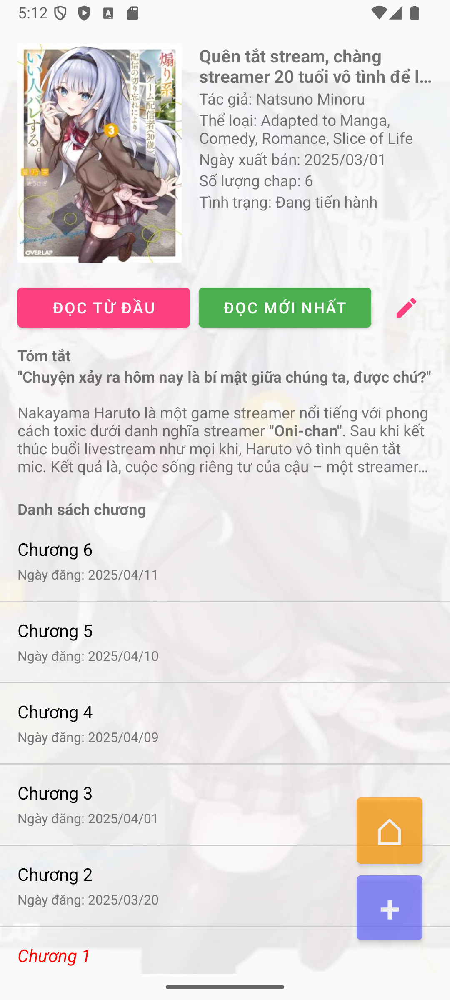 5:12
煽り系
ゲーム配信者(20歳)
配信の切り忘れにより
いい人バレする。
3
夏乃実
麦うさぎ
OVERLAP
Quên tắt stream, chàng
streamer 20 tuổi vô tình để l...
Tác giả: Natsuno Minoru
Thể loại: Adapted to Manga,
Comedy, Romance, Slice of Life
Ngày xuất bản: 2025/03/01
Số lượng chap: 6
Tình trạng: Đang tiến hành
ĐỌC TỪ ĐẦU
ĐỌC MỚI NHẤT
Tóm tắt
"Chuyện xảy ra hôm nay là bí mật giữa chúng ta, được chứ?"
Nakayama Haruto là một game streamer nổi tiếng với phong
cách toxic dưới danh nghĩa streamer "Oni-chan". Sau khi kết
thúc buổi livestream như mọi khi, Haruto vô tình quên tắt
mic. Kết quả là, cuộc sống riêng tư của cậu – một streamer...
Danh sách chương
Chương 6
Ngày đăng: 2025/04/11
Chương 5
Ngày đăng: 2025/04/10
Chương 4
Ngày đăng: 2025/04/09
Chương 3
Ngày đăng: 2025/04/01
Chương 2
Ngày đăng: 2025/03/20
Chương 1